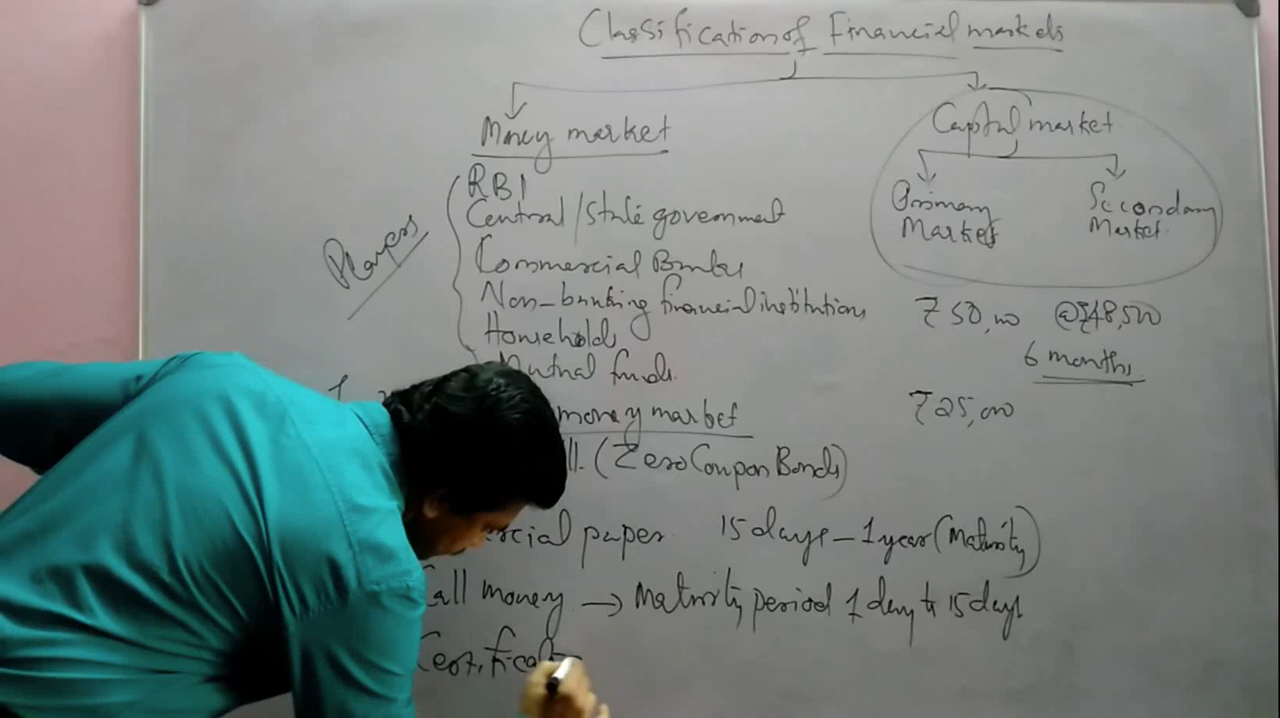 Classification of Financial markets
Money market
Capital market
Primary Market
Secondary Market
Players
RBI
Central/State government
Commercial Banks
Non-banking financial institutions
Households
Mutual funds.
money market
(Zero Coupon Bonds)
paper 15 days - 1 year (Maturity)
Call money → Maturity period 1 day to 15 days
₹50,000 @₹48,500
6 months
₹25,000